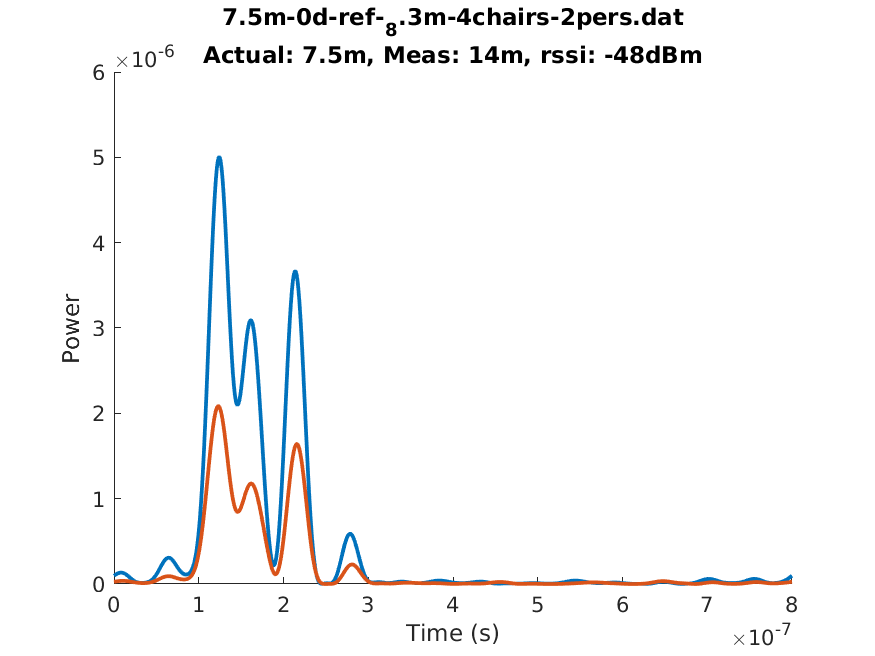 7.5m-0d-ref-₈.3m-4chairs-2pers.dat
Actual: 7.5m, Meas: 14m, rssi: -48dBm
×10⁻⁶
6
5
4
3
2
1
0
Power
0 1 2 3 4 5 6 7 8
Time (s)
×10⁻⁷